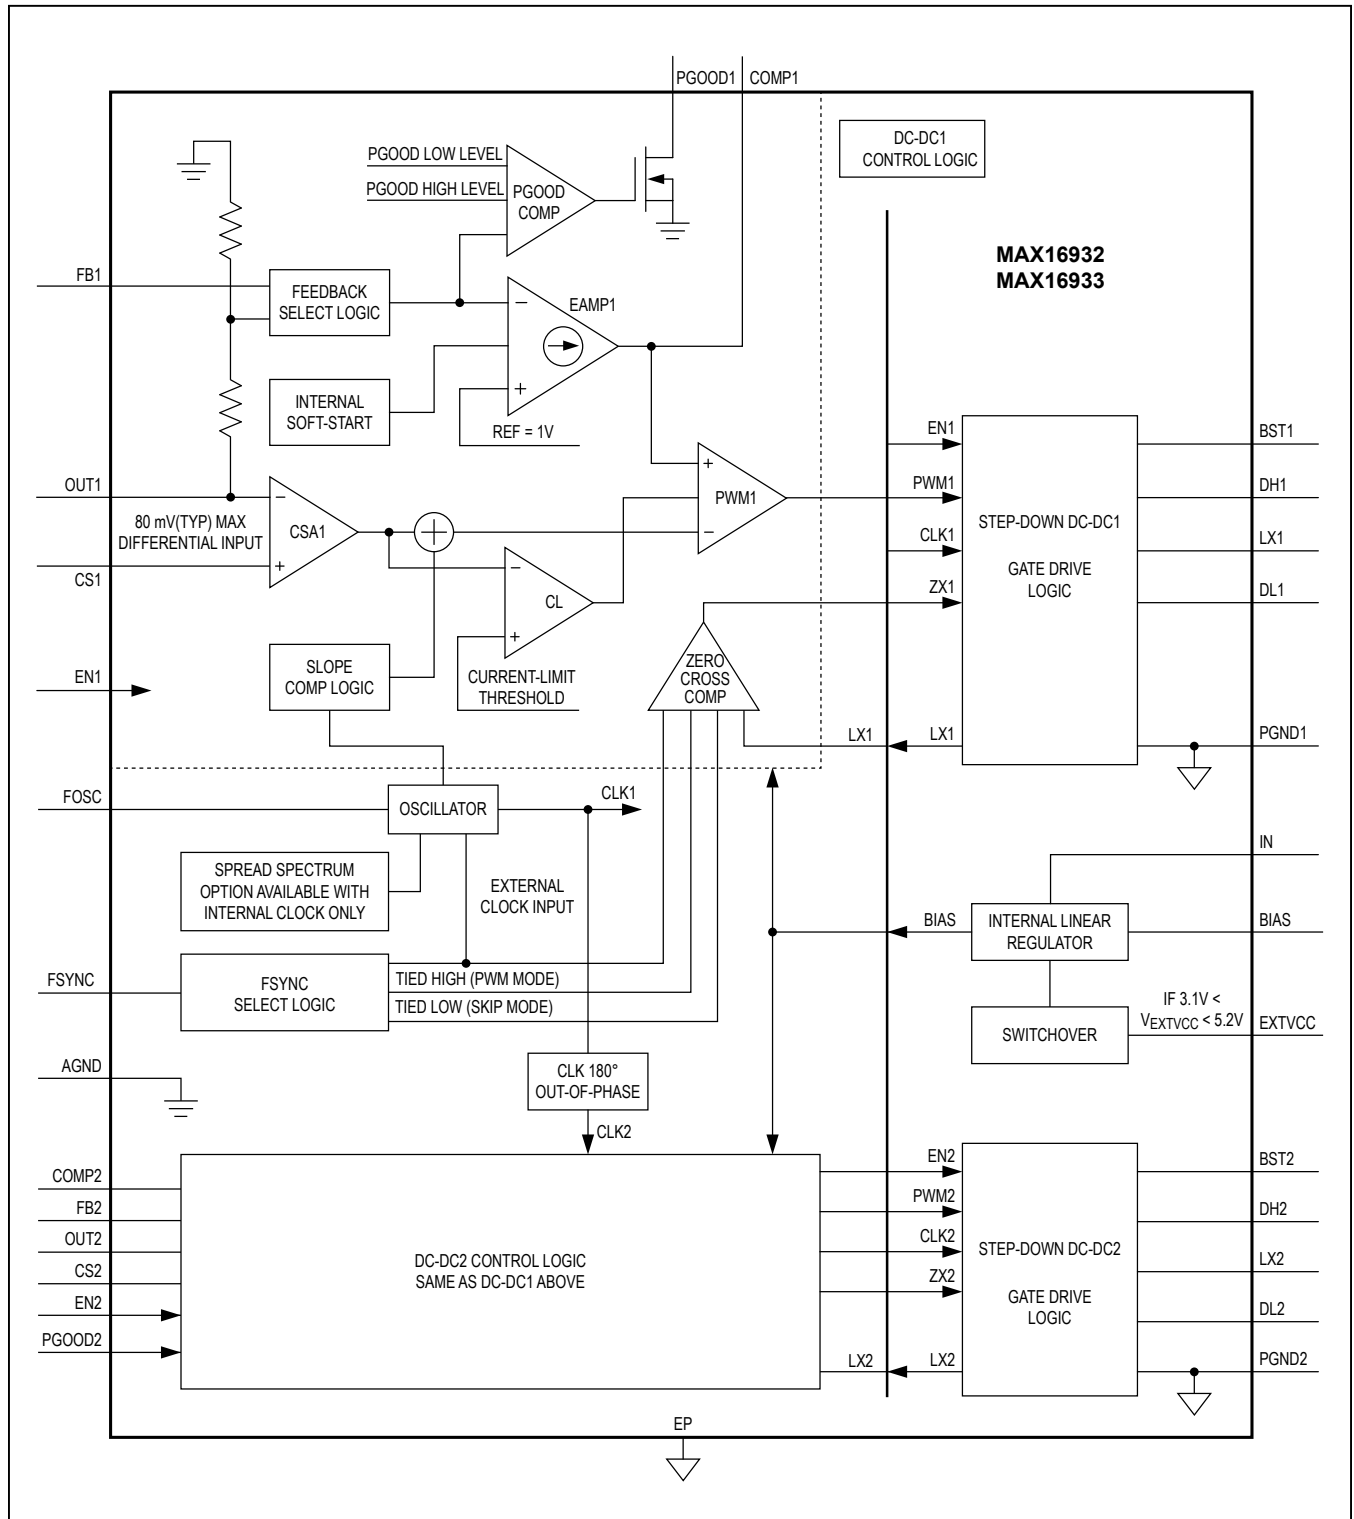 PGOOD1
COMP1
DC-DC1
CONTROL LOGIC
PGOOD LOW LEVEL
PGOOD HIGH LEVEL
PGOOD
COMP
MAX16932
MAX16933
FB1
FEEDBACK
SELECT LOGIC
−
EAMP1
+
INTERNAL
SOFT-START
REF = 1V
EN1
BST1
OUT1
−
CSA1
+
80 mV(TYP) MAX
DIFFERENTIAL INPUT
CS1
+
+
PWM1
−
PWM1
DH1
STEP-DOWN DC-DC1
GATE DRIVE
LOGIC
CLK1
LX1
ZX1
DL1
−
CL
+
CURRENT-LIMIT
THRESHOLD
SLOPE
COMP LOGIC
ZERO
CROSS
COMP
EN1
LX1
LX1
PGND1
FOSC
OSCILLATOR
CLK1
IN
SPREAD SPECTRUM
OPTION AVAILABLE WITH
INTERNAL CLOCK ONLY
EXTERNAL
CLOCK INPUT
BIAS
INTERNAL LINEAR
REGULATOR
BIAS
FSYNC
FSYNC
SELECT LOGIC
TIED HIGH (PWM MODE)
TIED LOW (SKIP MODE)
SWITCHOVER
IF 3.1V <
VEXTVCC < 5.2V
EXTVCC
AGND
CLK 180°
OUT-OF-PHASE
CLK2
COMP2
FB2
OUT2
CS2
EN2
PGOOD2
DC-DC2 CONTROL LOGIC
SAME AS DC-DC1 ABOVE
EN2
PWM2
CLK2
ZX2
LX2
LX2
STEP-DOWN DC-DC2
GATE DRIVE
LOGIC
BST2
DH2
LX2
DL2
PGND2
EP